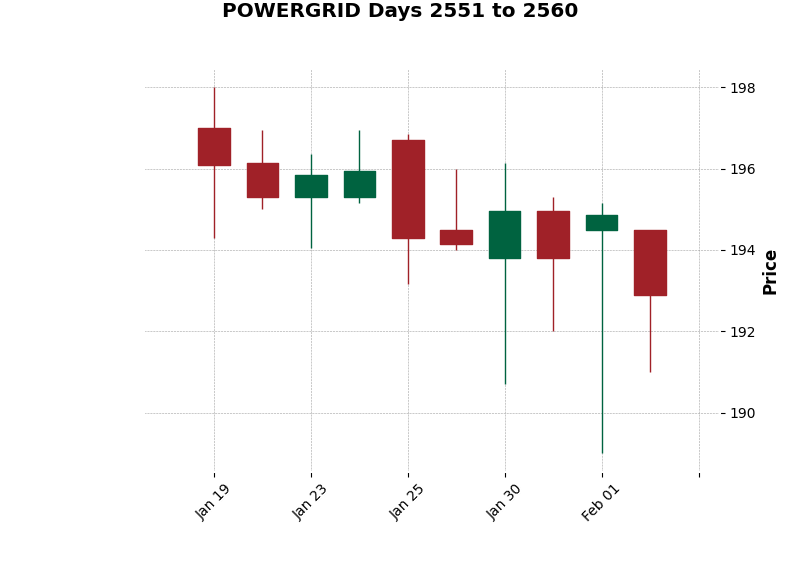 POWERGRID Days 2551 to 2560
198
196
194
192
190
Price
Jan 19
Jan 23
Jan 25
Jan 30
Feb 01